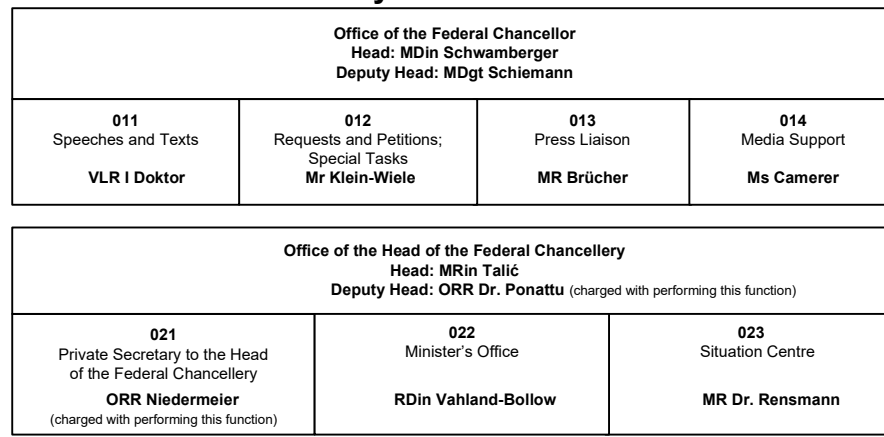 Office of the Federal Chancellor
Head: MDin Schwamberger
Deputy Head: MDgt Schiemann
011
Speeches and Texts
VLR I Doktor
012
Requests and Petitions;
Special Tasks
Mr Klein-Wiele
013
Press Liaison
MR Brücher
014
Media Support
Ms Camerer
Office of the Head of the Federal Chancellery
Head: MRin Talić
Deputy Head: ORR Dr. Ponattu (charged with performing this function)
021
Private Secretary to the Head
of the Federal Chancellery
ORR Niedermeier
(charged with performing this function)
022
Minister’s Office
RDin Vahland-Bollow
023
Situation Centre
MR Dr. Rensmann